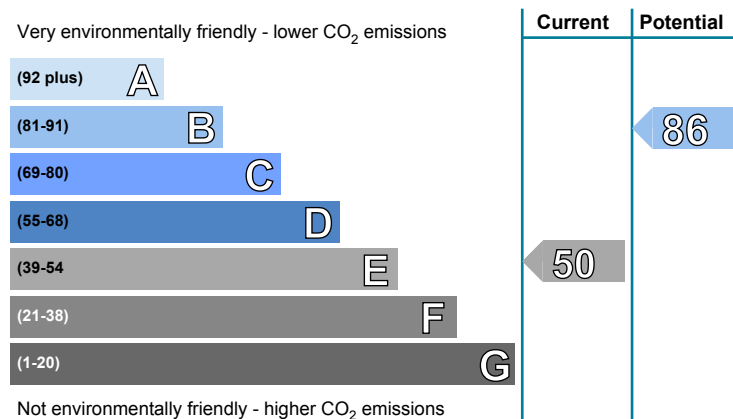 Very environmentally friendly - lower CO2 emissions
Current
Potential
(92 plus) A
(81-91) B
86
(69-80) C
(55-68) D
(39-54 E
50
(21-38) F
(1-20) G
Not environmentally friendly - higher CO2 emissions